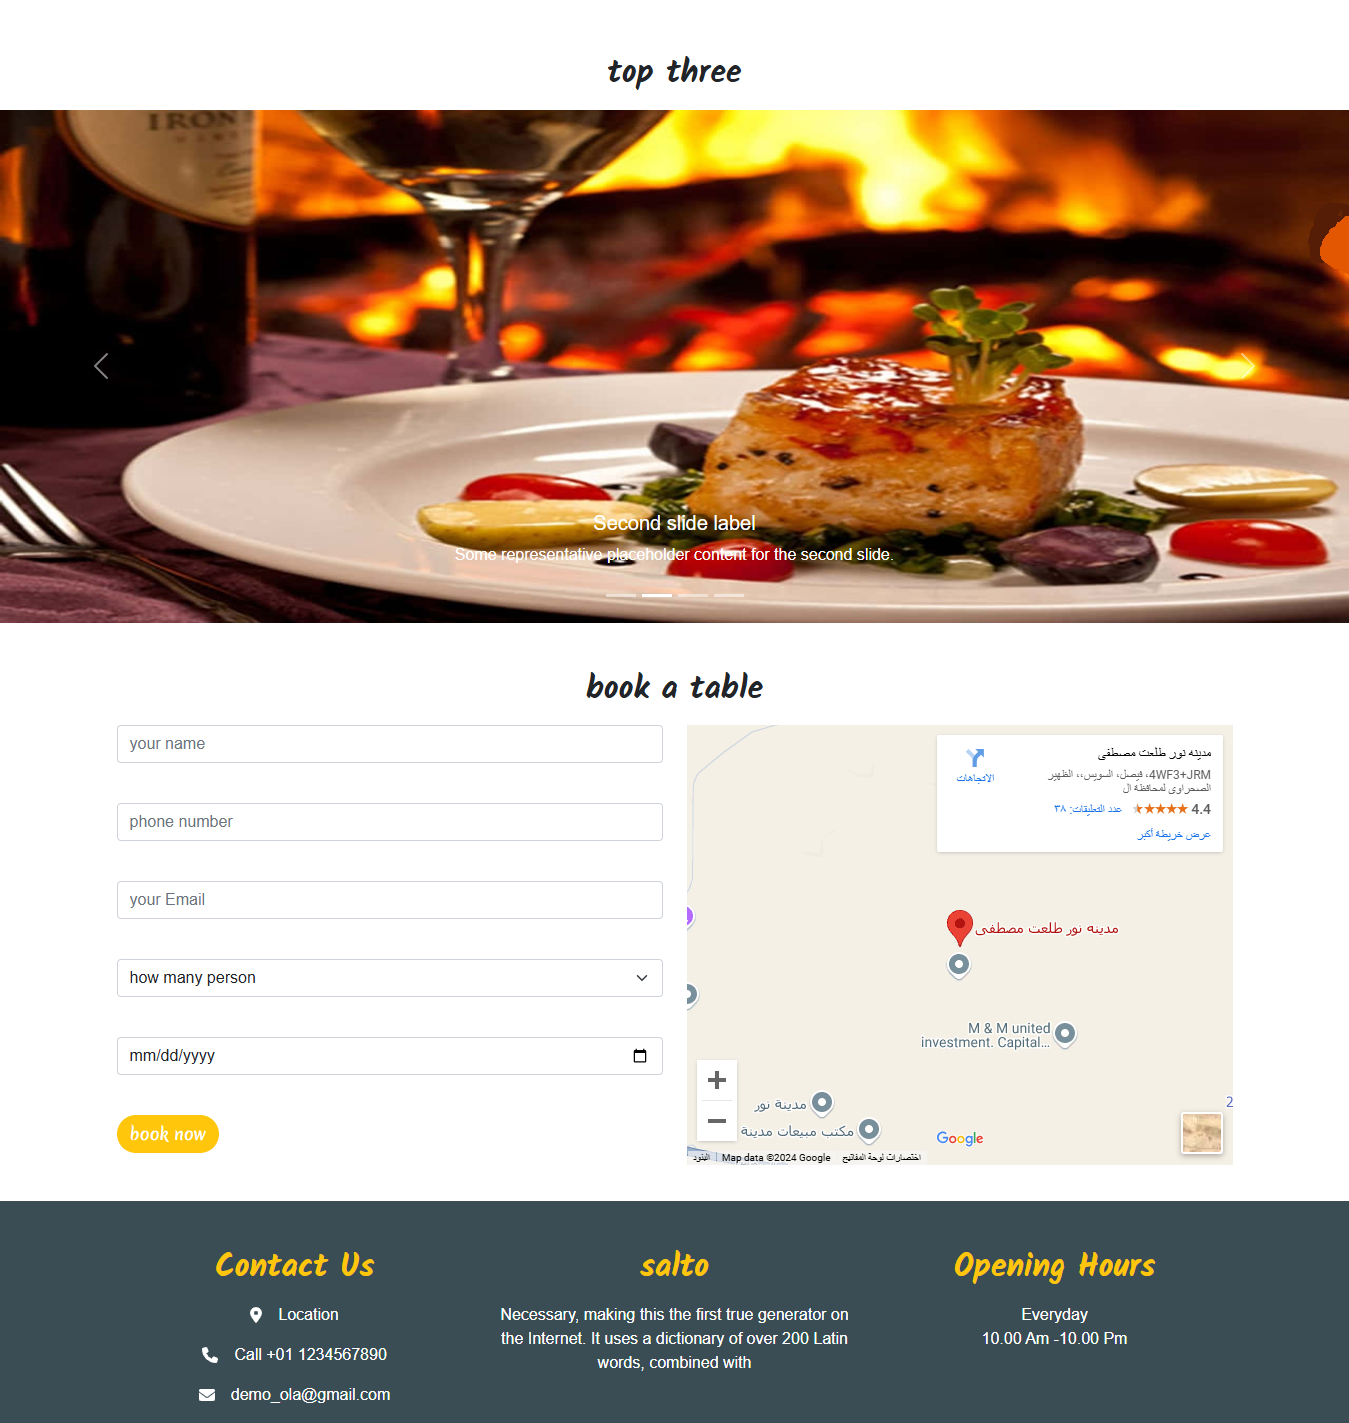 top three
IRON
Second slide label
Some representative placeholder content for the second slide.
book a table
your name
phone number
your Email
how many person
mm/dd/yyyy
book now
مدينه نور طلعت مصطفى
4WF3+JRM، فيصل، السويس،، الظهير
الصحراوى لمحافظة ال
الاتجاهات
4.4
عدد التعليقات: ٣٨
عرض خريطة أكبر
مدينه نور طلعت مصطفى
M & M united
investment. Capital...
مدينة نور
مكتب مبيعات مدينة
2
Google
اختصارات لوحة المفاتيح
Map data ©2024 Google
البنود
Contact Us
Location
Call +01 1234567890
demo_ola@gmail.com
salto
Necessary, making this the first true generator on
the Internet. It uses a dictionary of over 200 Latin
words, combined with
Opening Hours
Everyday
10.00 Am -10.00 Pm